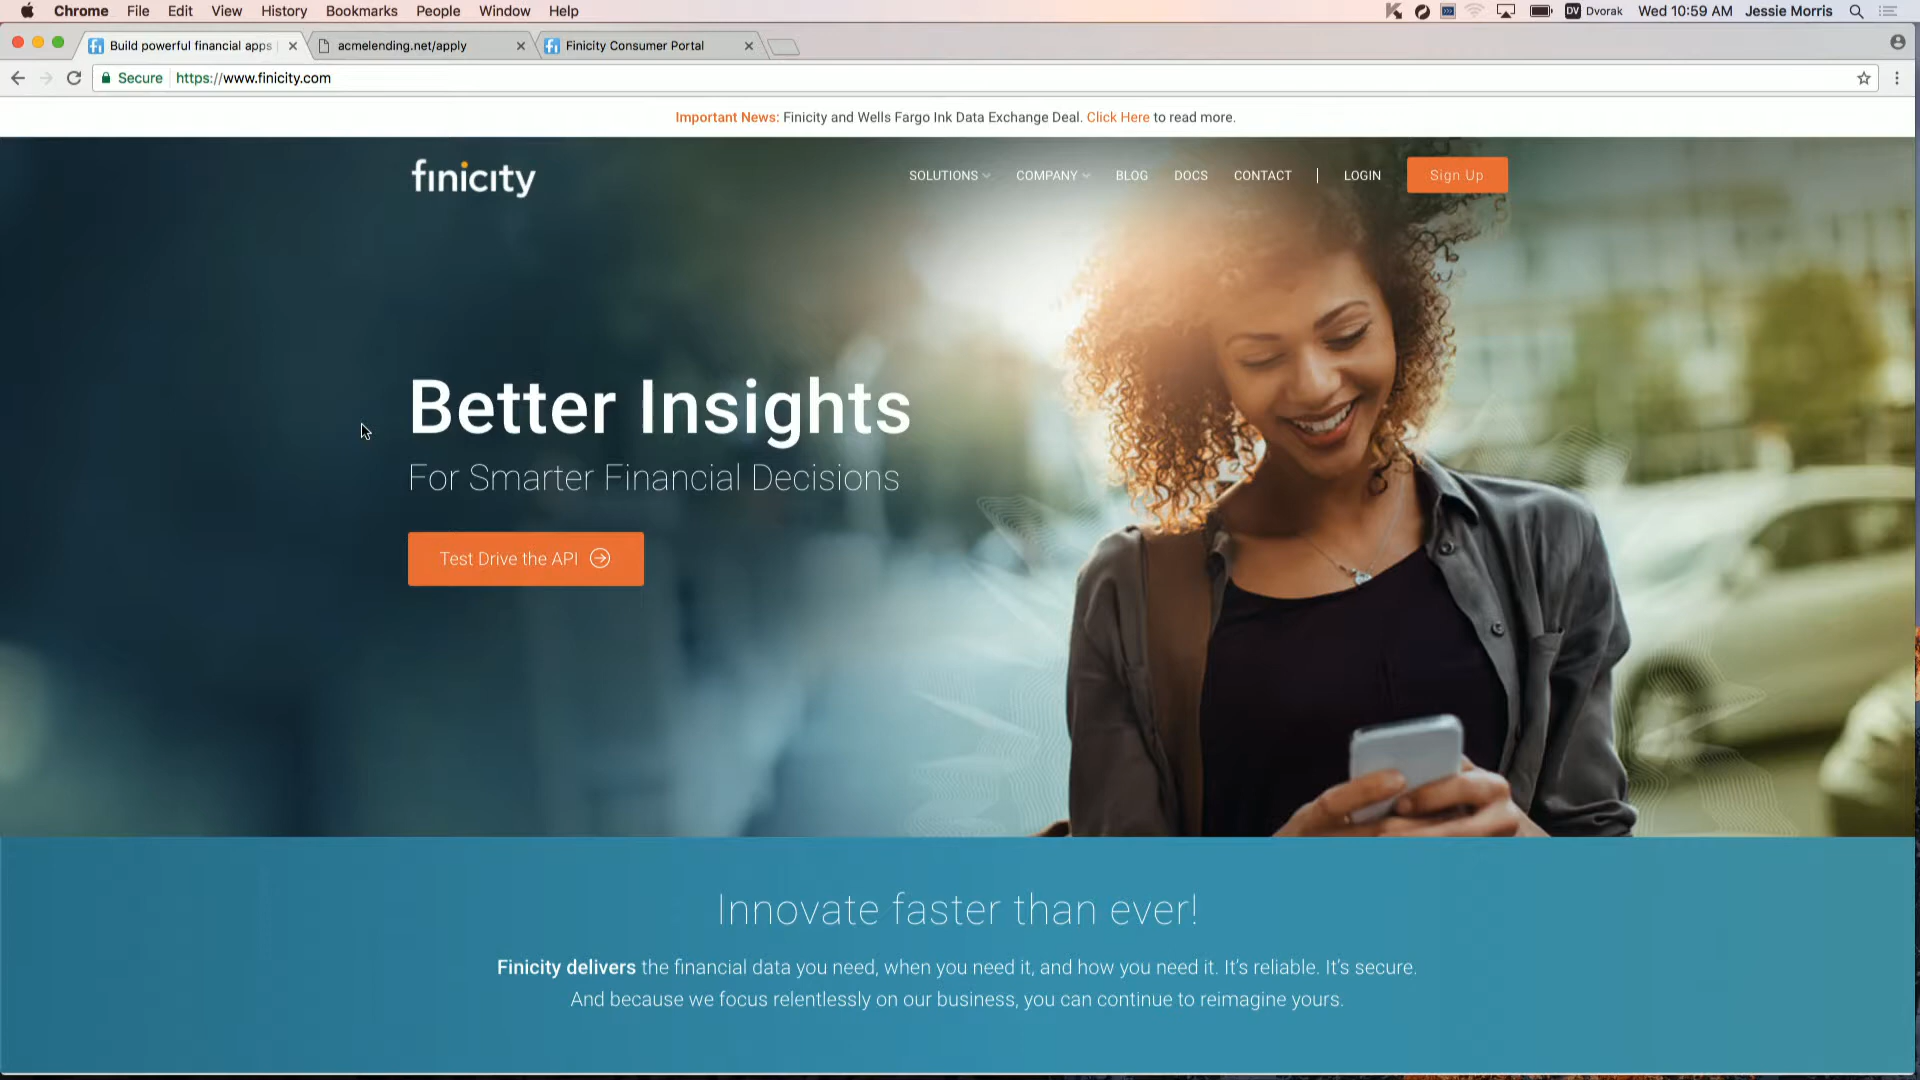 Chrome File Edit View History Bookmarks People Window Help
DV Dvorak Wed 10:59 AM Jessie Morris
Build powerful financial apps
acmelending.net/apply
Finicity Consumer Portal
Secure https://www.finicity.com
Important News: Finicity and Wells Fargo Ink Data Exchange Deal. Click Here to read more.
finicity
SOLUTIONS COMPANY BLOG DOCS CONTACT | LOGIN Sign Up
Better Insights
For Smarter Financial Decisions
Test Drive the API
Innovate faster than ever!
Finicity delivers the financial data you need, when you need it, and how you need it. It's reliable. It's secure.
And because we focus relentlessly on our business, you can continue to reimagine yours.